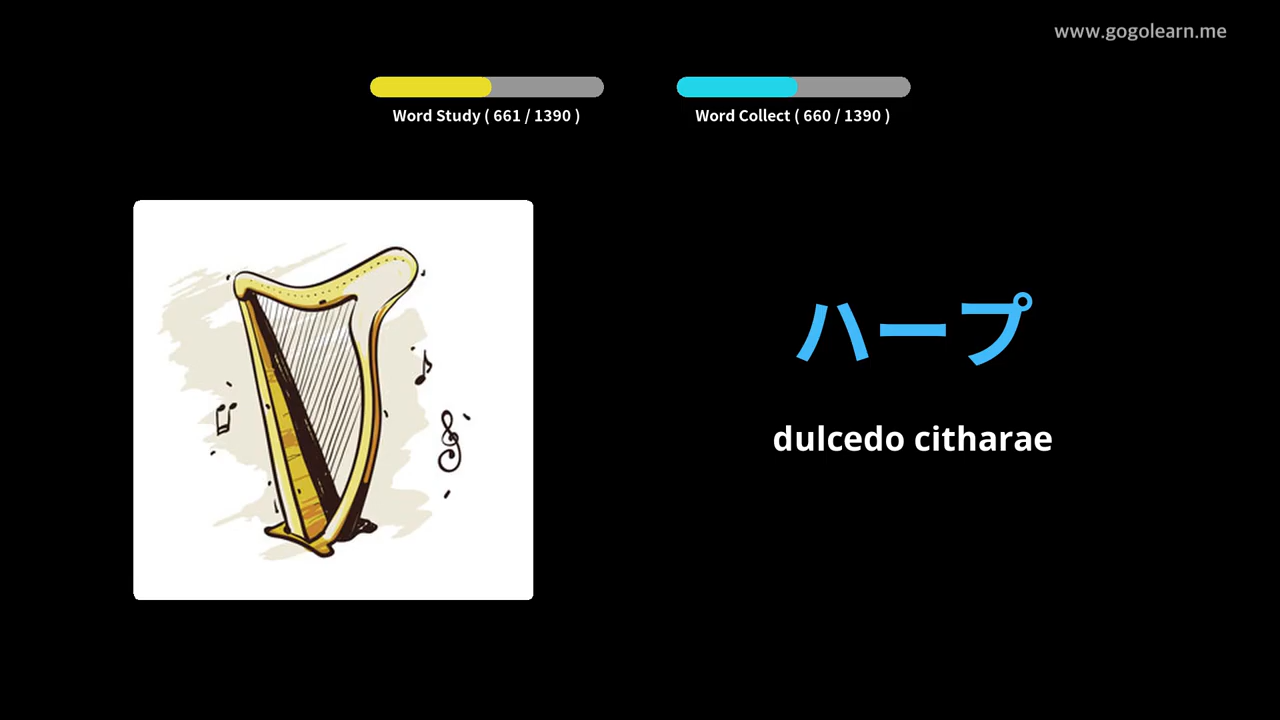 www.gogolearn.me
Word Study ( 661 / 1390 )
Word Collect ( 660 / 1390 )
ハープ
dulcedo citharae